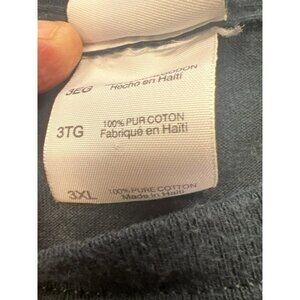 3EG
Hecho en Haiti
3TG
100% PUR COTON
Fabriqué en Haïti
3XL
100% PURE COTTON
Made in Haiti